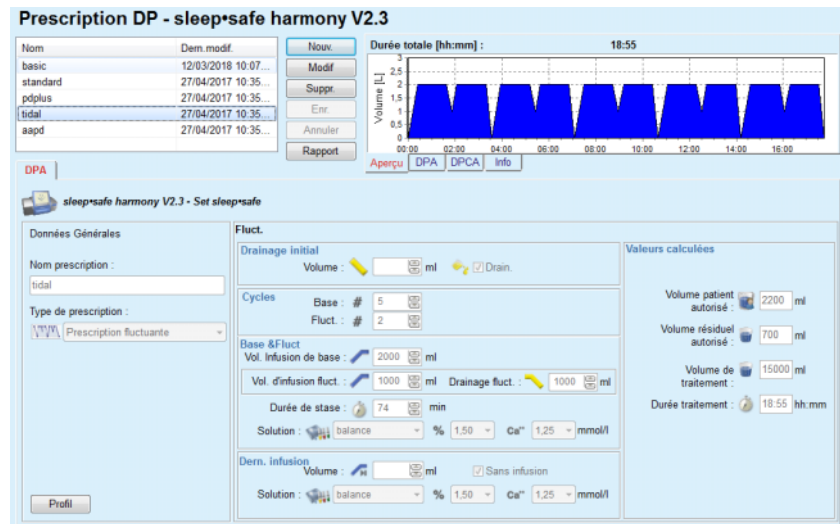 Prescription DP - sleep•safe harmony V2.3
Nom Dern.modif.
basic 12/03/2018 10:07...
standard 27/04/2017 10:35...
pdplus 27/04/2017 10:35...
tidal 27/04/2017 10:35...
aapd 27/04/2017 10:35...
Nouv.
Modif
Suppr.
Enr.
Annuler
Rapport
Durée totale [hh:mm] : 18:55
Volume [L]
3
2,5
2
1,5
1
0,5
0
00:00 02:00 04:00 06:00 08:00 10:00 12:00 14:00 16:00
Aperçu DPA DPCA Info
DPA
sleep•safe harmony V2.3 - Set sleep•safe
Données Générales
Nom prescription :
tidal
Type de prescription :
Prescription fluctuante
Profil
Fluct.
Drainage initial
Volume : ml Drain.
Cycles
Base : # 5
Fluct. : # 2
Base &Fluct
Vol. Infusion de base : 2000 ml
Vol. d'infusion fluct. : 1000 ml Drainage fluct. : 1000 ml
Durée de stase : 74 min
Solution : balance % 1,50 Ca⁺⁺ 1,25 mmol/l
Dern. infusion
Volume : ml Sans infusion
Solution : balance % 1,50 Ca⁺⁺ 1,25 mmol/l
Valeurs calculées
Volume patient
autorisé : 2200 ml
Volume résiduel
autorisé : 700 ml
Volume de
traitement : 15000 ml
Durée traitement : 18:55 hh:mm